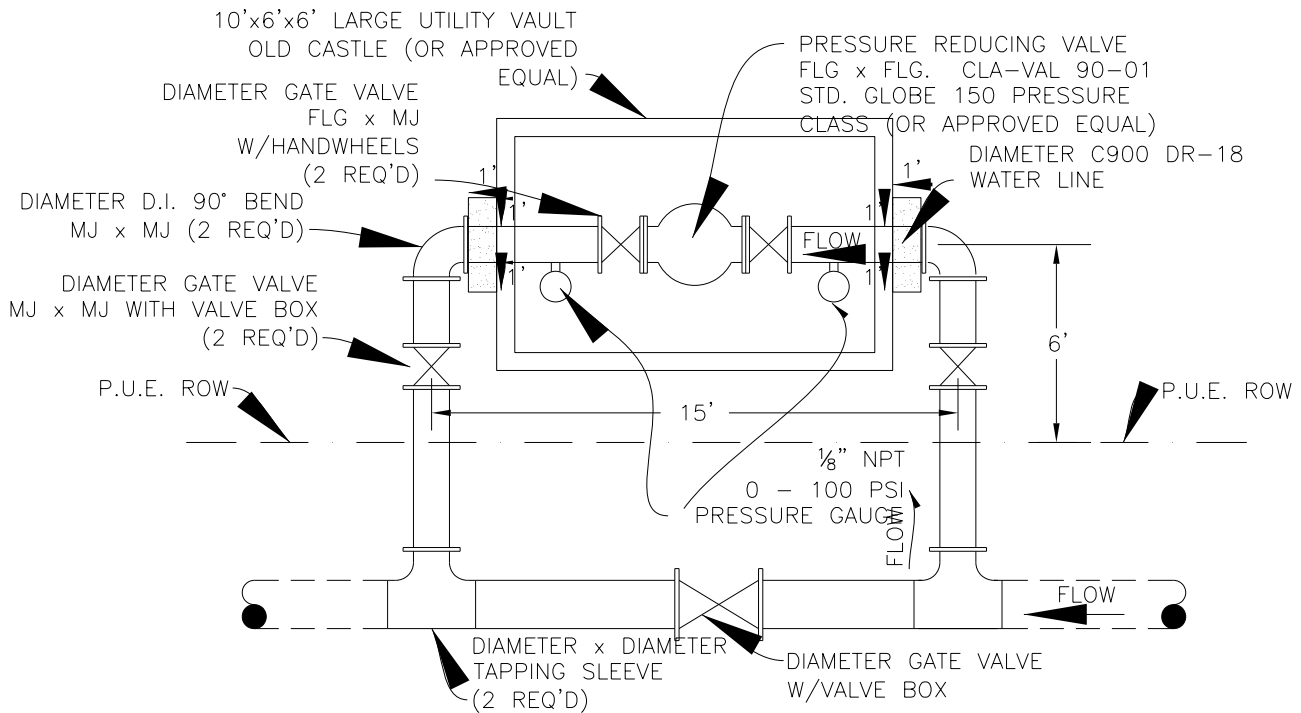 10'x6'x6' LARGE UTILITY VAULT
OLD CASTLE (OR APPROVED
EQUAL)
PRESSURE REDUCING VALVE
FLG x FLG. CLA-VAL 90-01
STD. GLOBE 150 PRESSURE
CLASS (OR APPROVED EQUAL)
DIAMETER GATE VALVE
FLG x MJ
W/HANDWHEELS
(2 REQ'D)
DIAMETER C900 DR-18
WATER LINE
DIAMETER D.I. 90° BEND
MJ x MJ (2 REQ'D)
DIAMETER GATE VALVE
MJ x MJ WITH VALVE BOX
(2 REQ'D)
1'
1'
1'
1'
1'
1'
FLOW
6'
P.U.E. ROW
15'
P.U.E. ROW
⅛" NPT
0 - 100 PSI
PRESSURE GAUGE
FLOW
FLOW
DIAMETER x DIAMETER
TAPPING SLEEVE
(2 REQ'D)
DIAMETER GATE VALVE
W/VALVE BOX